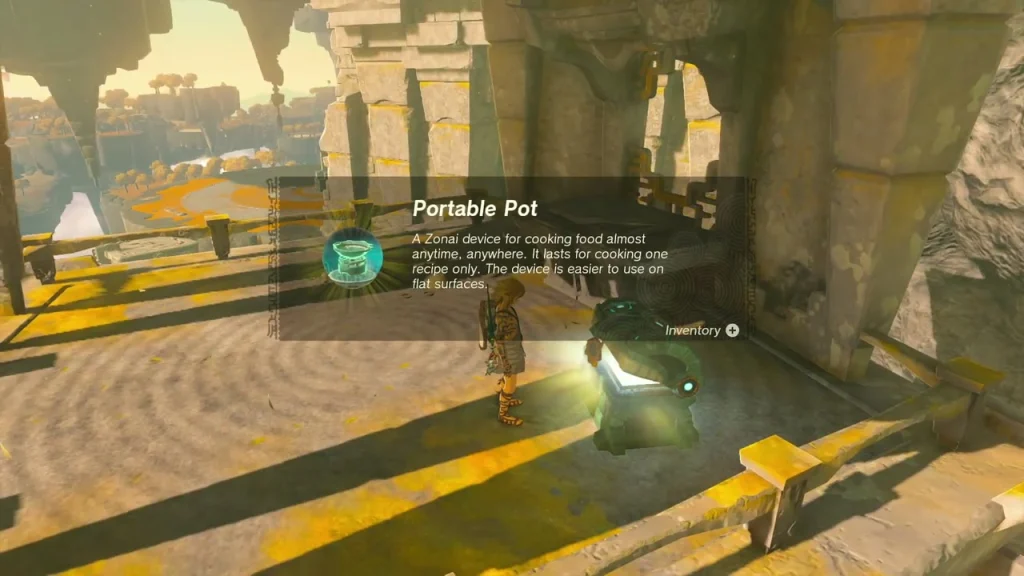 Portable Pot
A Zonai device for cooking food almost
anytime, anywhere. It lasts for cooking one
recipe only. The device is easier to use on
flat surfaces.
Inventory